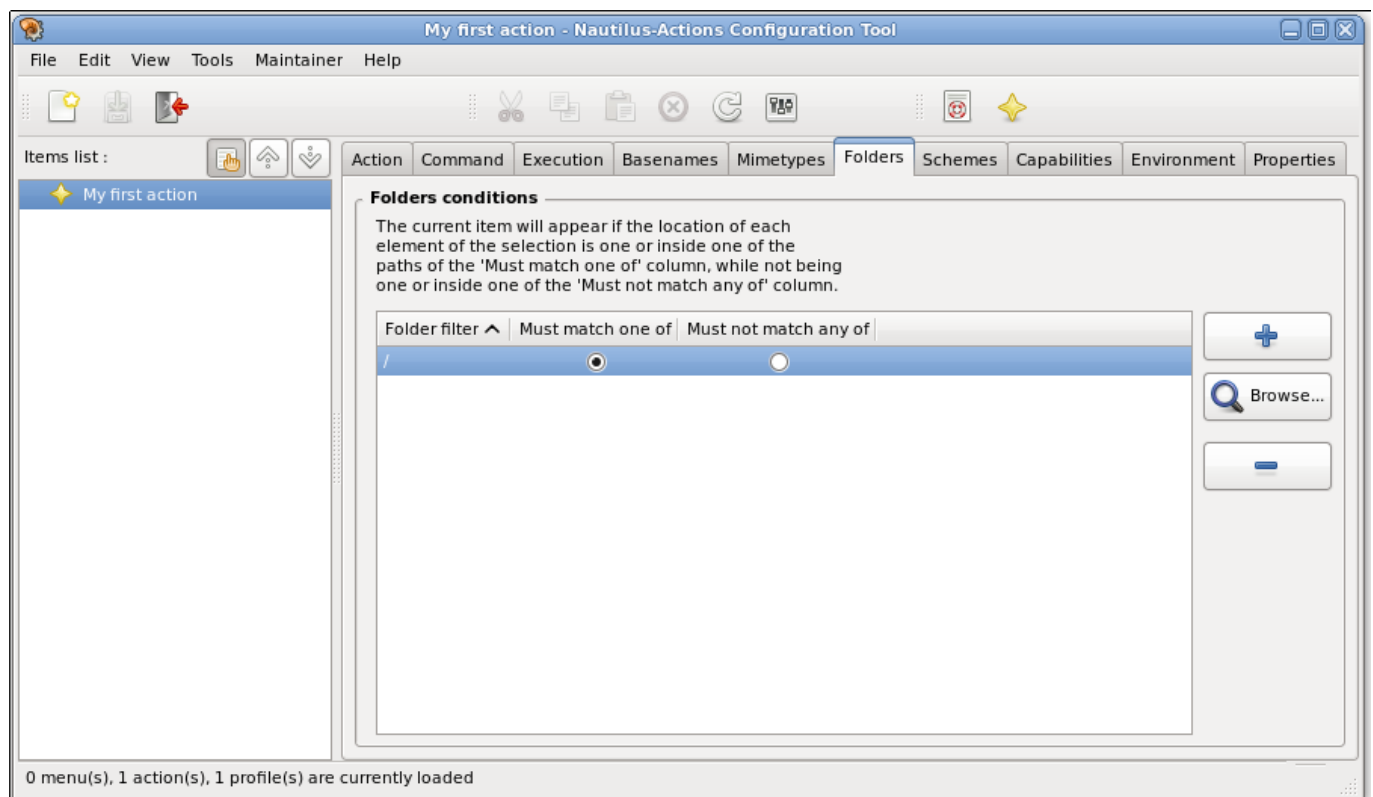 My first action - Nautilus-Actions Configuration Tool
File Edit View Tools Maintainer Help
Items list :
Action Command Execution Basenames Mimetypes Folders Schemes Capabilities Environment Properties
My first action
Folders conditions
The current item will appear if the location of each
element of the selection is one or inside one of the
paths of the 'Must match one of' column, while not being
one or inside one of the 'Must not match any of' column.
Folder filter Must match one of Must not match any of
/
Browse...
0 menu(s), 1 action(s), 1 profile(s) are currently loaded